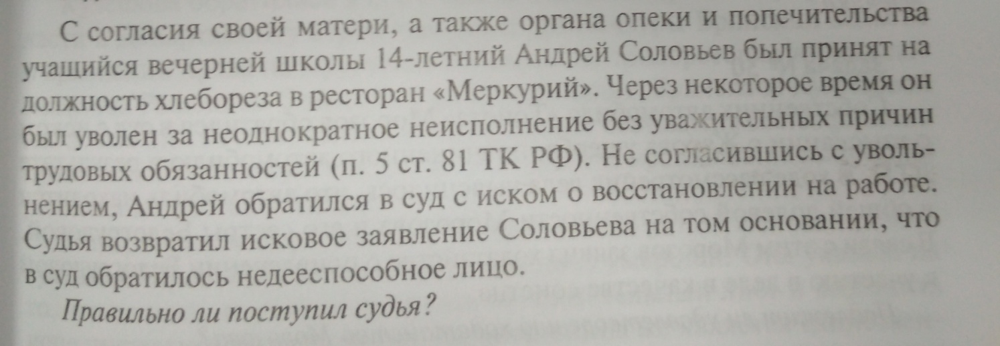 С согласия своей матери, а также органа опеки и попечительства
учащийся вечерней школы 14-летний Андрей Соловьев был принят на
должность хлебореза в ресторан «Меркурий». Через некоторое время он
был уволен за неоднократное неисполнение без уважительных причин
трудовых обязанностей (п. 5 ст. 81 ТК РФ). Не согласившись с уволь-
нением, Андрей обратился в суд с иском о восстановлении на работе.
Судья возвратил исковое заявление Соловьева на том основании, что
в суд обратилось недееспособное лицо.
Правильно ли поступил судья?